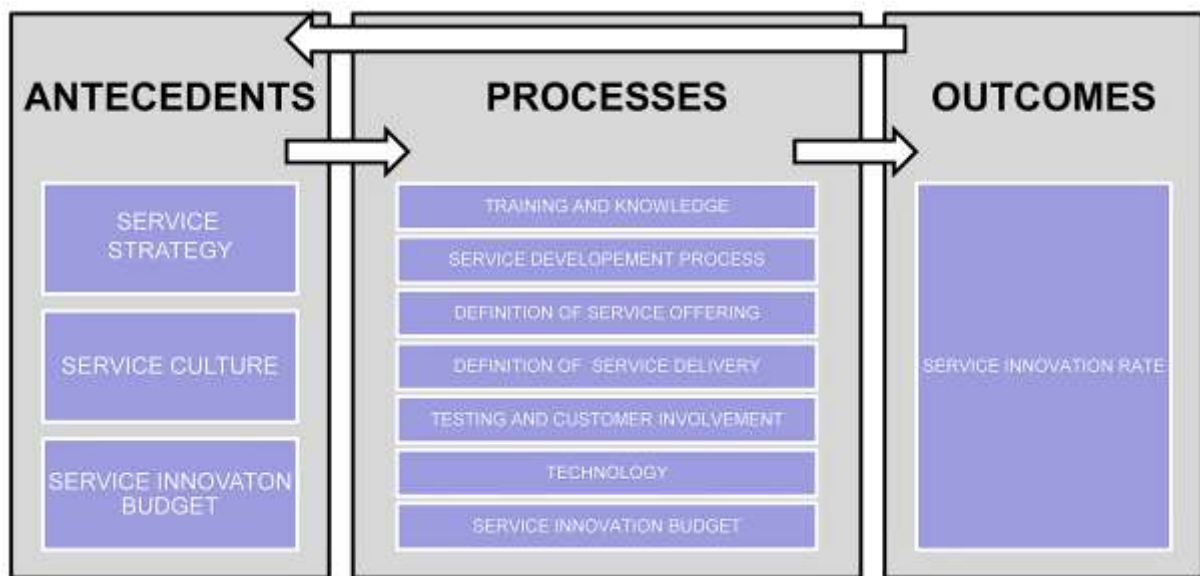 ANTECEDENTS
SERVICE
STRATEGY
SERVICE CULTURE
SERVICE INNOVATON
BUDGET
PROCESSES
TRAINING AND KNOWLEDGE
SERVICE DEVELOPEMENT PROCESS
DEFINITION OF SERVICE OFFERING
DEFINITION OF SERVICE DELIVERY
TESTING AND CUSTOMER INVOLVEMENT
TECHNOLOGY
SERVICE INNOVATION BUDGET
OUTCOMES
SERVICE INNOVATION RATE